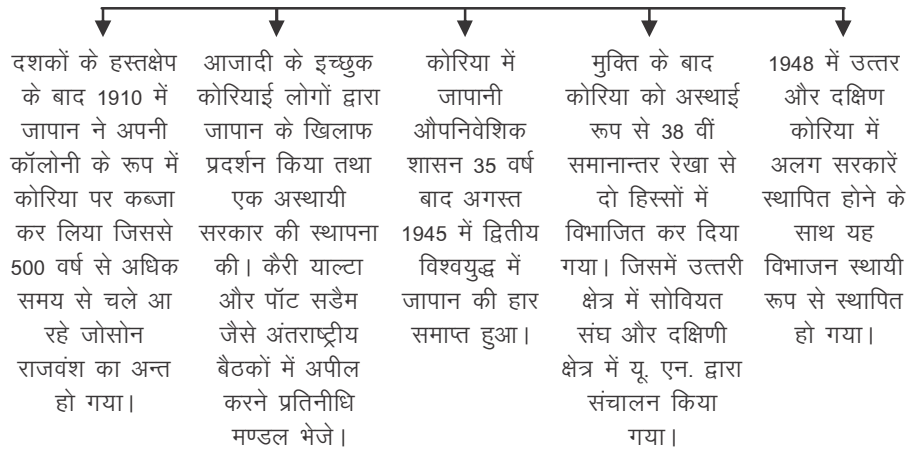 दशकों के हस्तक्षेप
के बाद 1910 में
जापान ने अपनी
कॉलोनी के रूप में
कोरिया पर कब्जा
कर लिया जिससे
500 वर्ष से अधिक
समय से चले आ
रहे जोसोन
राजवंश का अन्त
हो गया।
आजादी के इच्छुक
कोरियाई लोगों द्वारा
जापान के खिलाफ
प्रदर्शन किया तथा
एक अस्थायी
सरकार की स्थापना
की। कैरी याल्टा
और पॉट सडैम
जैसे अंतराष्ट्रीय
बैठकों में अपील
करने प्रतिनीधि
मण्डल भेजे।
कोरिया में
जापानी
औपनिवेशिक
शासन 35 वर्ष
बाद अगस्त
1945 में द्वितीय
विश्वयुद्ध में
जापान की हार
समाप्त हुआ।
मुक्ति के बाद
कोरिया को अस्थाई
रूप से 38 वीं
समानान्तर रेखा से
दो हिस्सों में
विभाजित कर दिया
गया। जिसमें उत्तरी
क्षेत्र में सोवियत
संघ और दक्षिणी
क्षेत्र में यू. एन. द्वारा
संचालन किया
गया।
1948 में उत्तर
और दक्षिण
कोरिया में
अलग सरकारें
स्थापित होने के
साथ यह
विभाजन स्थायी
रूप से स्थापित
हो गया।